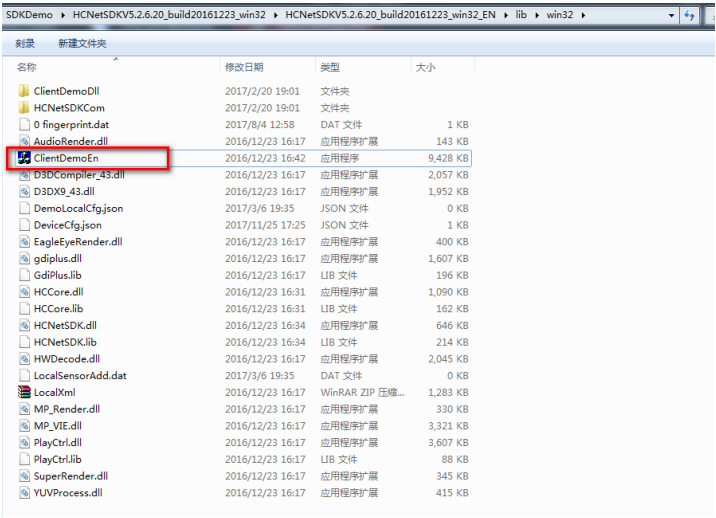 SDKDemo ▸ HCNetSDKV5.2.6.20_build20161223_win32 ▸ HCNetSDKV5.2.6.20_build20161223_win32_EN ▸ lib ▸ win32 ▸
刻录 新建文件夹
名称 修改日期 类型 大小
ClientDemoDll 2017/2/20 19:01 文件夹
HCNetSDKCom 2017/2/20 19:01 文件夹
0 fingerprint.dat 2017/8/4 12:58 DAT 文件 1 KB
AudioRender.dll 2016/12/23 16:17 应用程序扩展 143 KB
ClientDemoEn 2016/12/23 16:42 应用程序 9,428 KB
D3DCompiler_43.dll 2016/12/23 16:17 应用程序扩展 2,057 KB
D3DX9_43.dll 2016/12/23 16:17 应用程序扩展 1,952 KB
DemoLocalCfg.json 2017/3/6 19:35 JSON 文件 0 KB
DeviceCfg.json 2017/11/25 17:25 JSON 文件 1 KB
EagleEyeRender.dll 2016/12/23 16:17 应用程序扩展 400 KB
gdiplus.dll 2016/12/23 16:17 应用程序扩展 1,607 KB
GdiPlus.lib 2016/12/23 16:17 LIB 文件 196 KB
HCCore.dll 2016/12/23 16:31 应用程序扩展 1,090 KB
HCCore.lib 2016/12/23 16:31 LIB 文件 162 KB
HCNetSDK.dll 2016/12/23 16:34 应用程序扩展 646 KB
HCNetSDK.lib 2016/12/23 16:34 LIB 文件 214 KB
HWDecode.dll 2016/12/23 16:17 应用程序扩展 2,045 KB
LocalSensorAdd.dat 2017/3/6 19:35 DAT 文件 0 KB
LocalXml 2016/12/23 16:17 WinRAR ZIP 压缩... 1,283 KB
MP_Render.dll 2016/12/23 16:17 应用程序扩展 330 KB
MP_VIE.dll 2016/12/23 16:17 应用程序扩展 3,321 KB
PlayCtrl.dll 2016/12/23 16:17 应用程序扩展 3,607 KB
PlayCtrl.lib 2016/12/23 16:17 LIB 文件 88 KB
SuperRender.dll 2016/12/23 16:17 应用程序扩展 345 KB
YUVProcess.dll 2016/12/23 16:17 应用程序扩展 415 KB